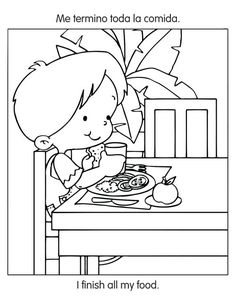 Me termino toda la comida.
I finish all my food.